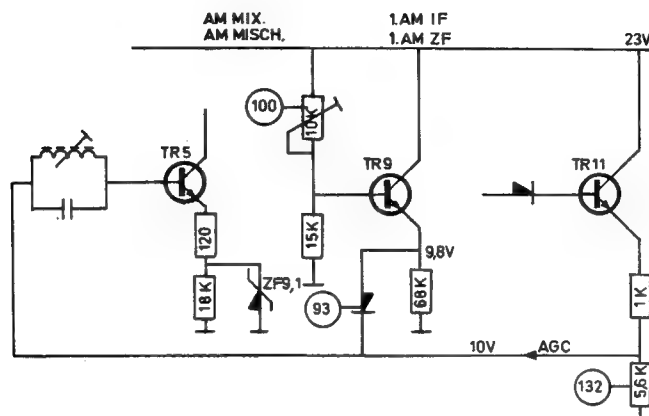 AM MIX.
AM MISCH,
1.AM IF
1.AM ZF
23V
100
10K
TR5
TR9
TR11
120
15K
9,8V
18K
ZF9,1
93
68K
1K
10V
AGC
132
5,6K